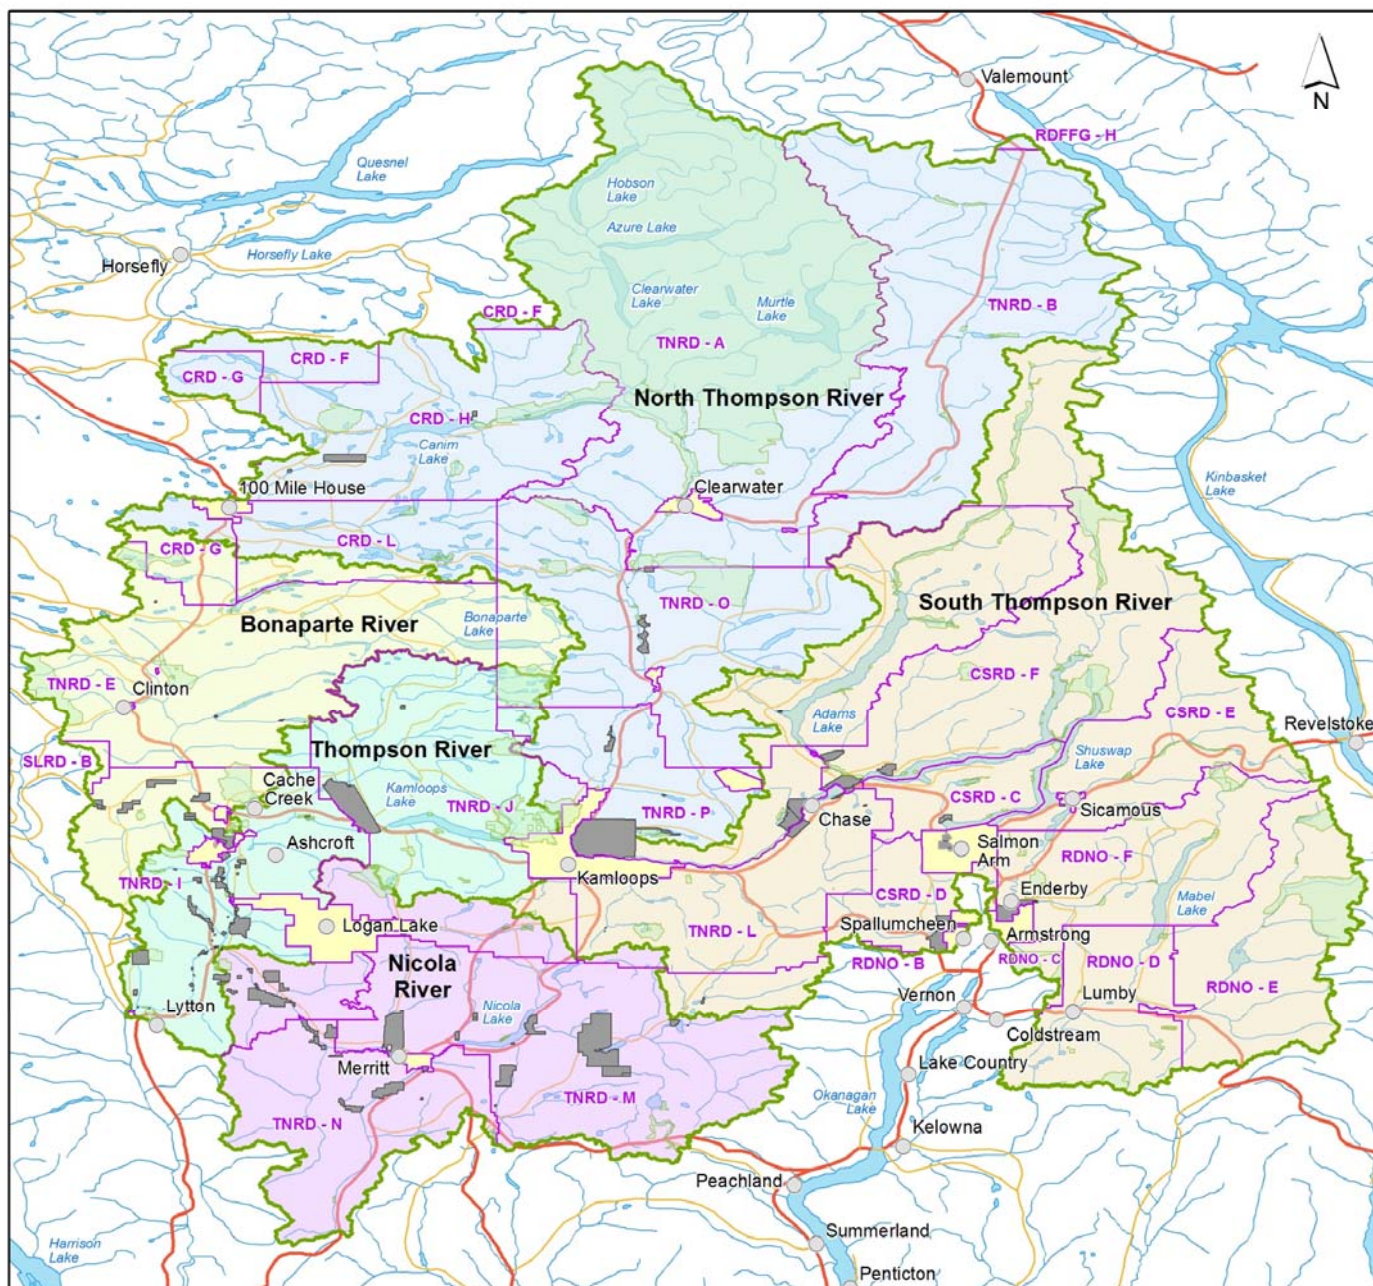 Valemount
N
RDFFG - H
Quesnel
Lake
Hobson
Lake
Azure Lake
Horsefly
Horsefly Lake
Clearwater
Lake
Murtle
Lake
TNRD - B
CRD - F
TNRD - A
CRD - F
CRD - G
North Thompson River
CRD - H
Canim
Lake
Kinbasket
Lake
100 Mile House
Clearwater
CRD - G
CRD - L
TNRD - O
South Thompson River
Bonaparte River
Bonaparte
Lake
CSRD - F
TNRD - E
Clinton
CSRD - E
Adams
Lake
Revelstoke
Thompson River
Shuswap
Lake
SLRD - B
Cache
Creek
Kamloops
Lake
TNRD - J
CSRD - C
TNRD - P
Chase
Sicamous
Ashcroft
Salmon
Arm
RDNO - F
Kamloops
TNRD - I
CSRD - D
Enderby
Mabel
Lake
Logan Lake
TNRD - L
Spallumcheen
Armstrong
RDNO - B
RDNO - C
RDNO - D
RDNO - E
Nicola
River
Lytton
Nicola
Lake
Vernon
Lumby
Coldstream
Merritt
Lake Country
TNRD - M
Okanagan
Lake
TNRD - N
Kelowna
Peachland
Summerland
Harrison
Lake
Penticton